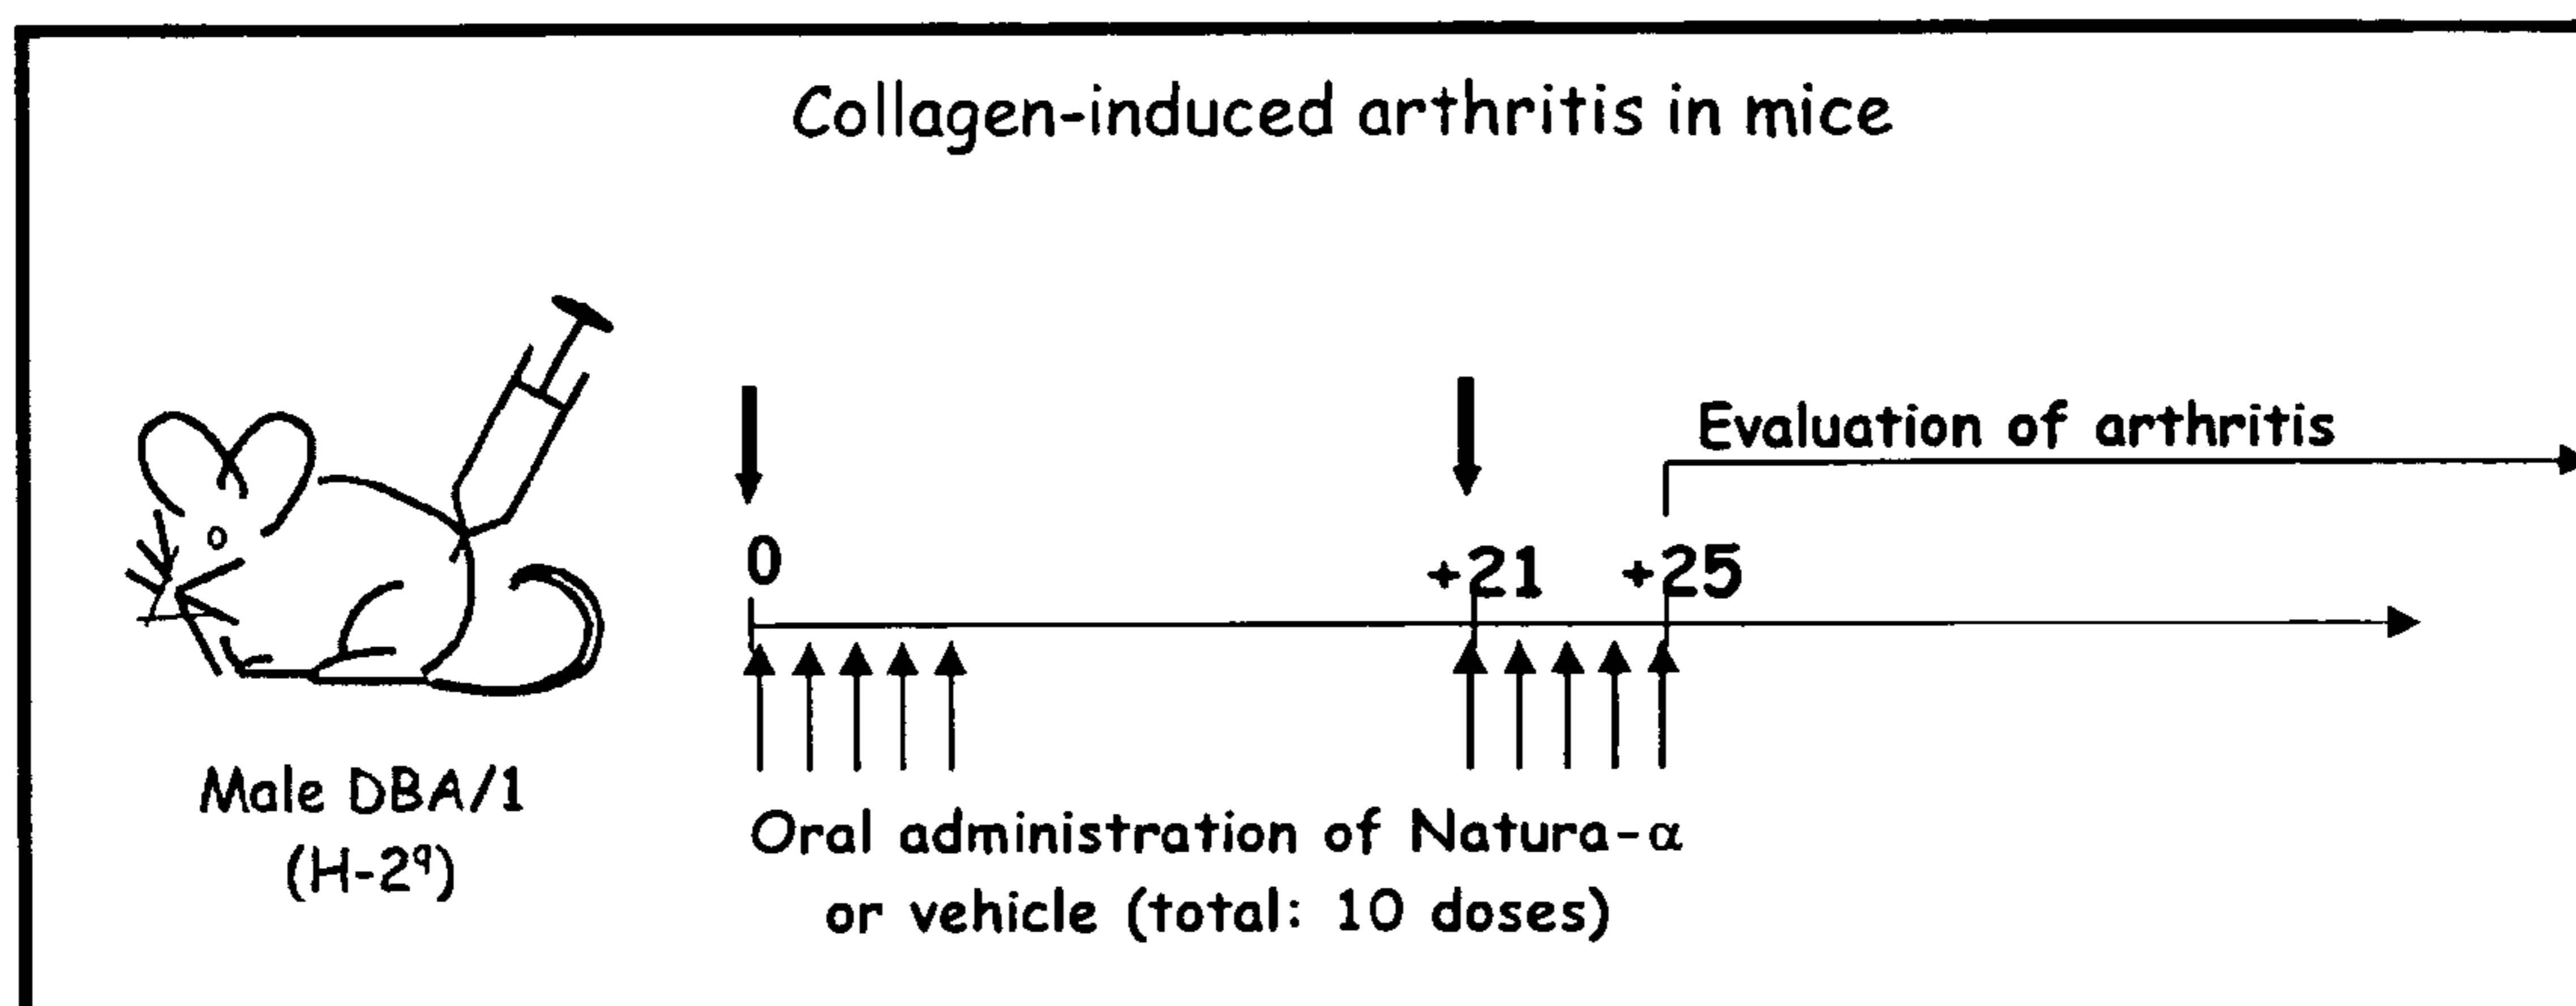 Collagen-induced arthritis in mice
Evaluation of arthritis
0
+21
+25
Male DBA/1
(H-2q)
Oral administration of Natura-α
or vehicle (total: 10 doses)